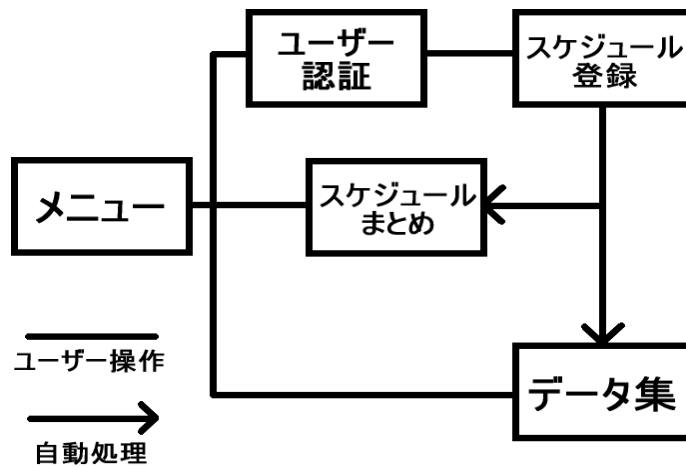 ユーザー
認証
スケジュール
登録
メニュー
スケジュール
まとめ
データ集
ユーザー操作
自動処理